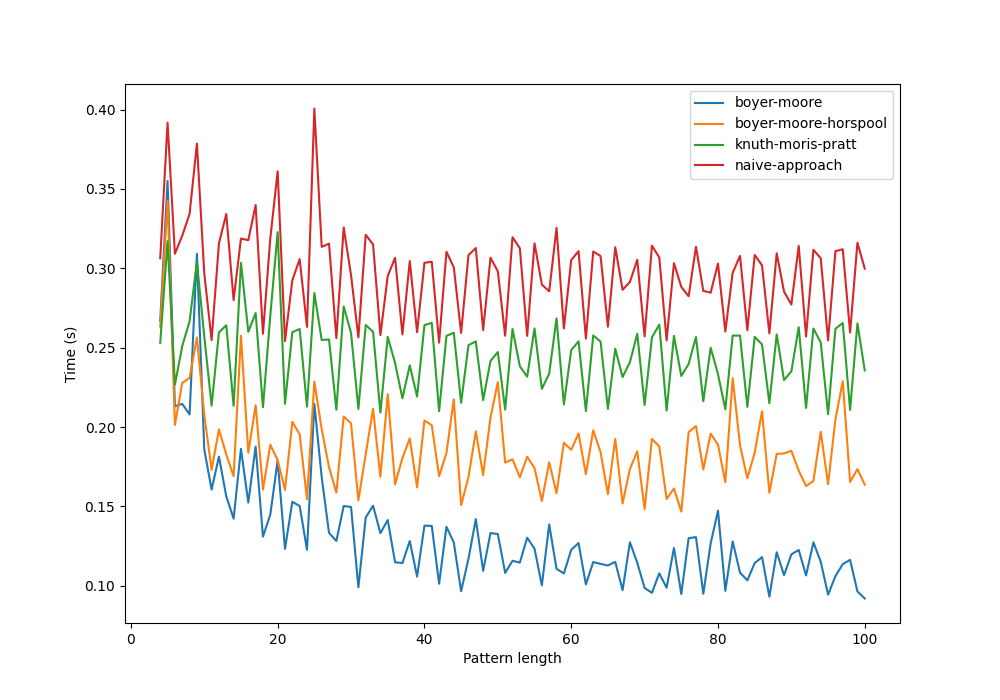 0.40
0.35
0.30
0.25
0.20
0.15
0.10
Time (s)
0
20
40
60
80
100
Pattern length
boyer-moore
boyer-moore-horspool
knuth-moris-pratt
naive-approach